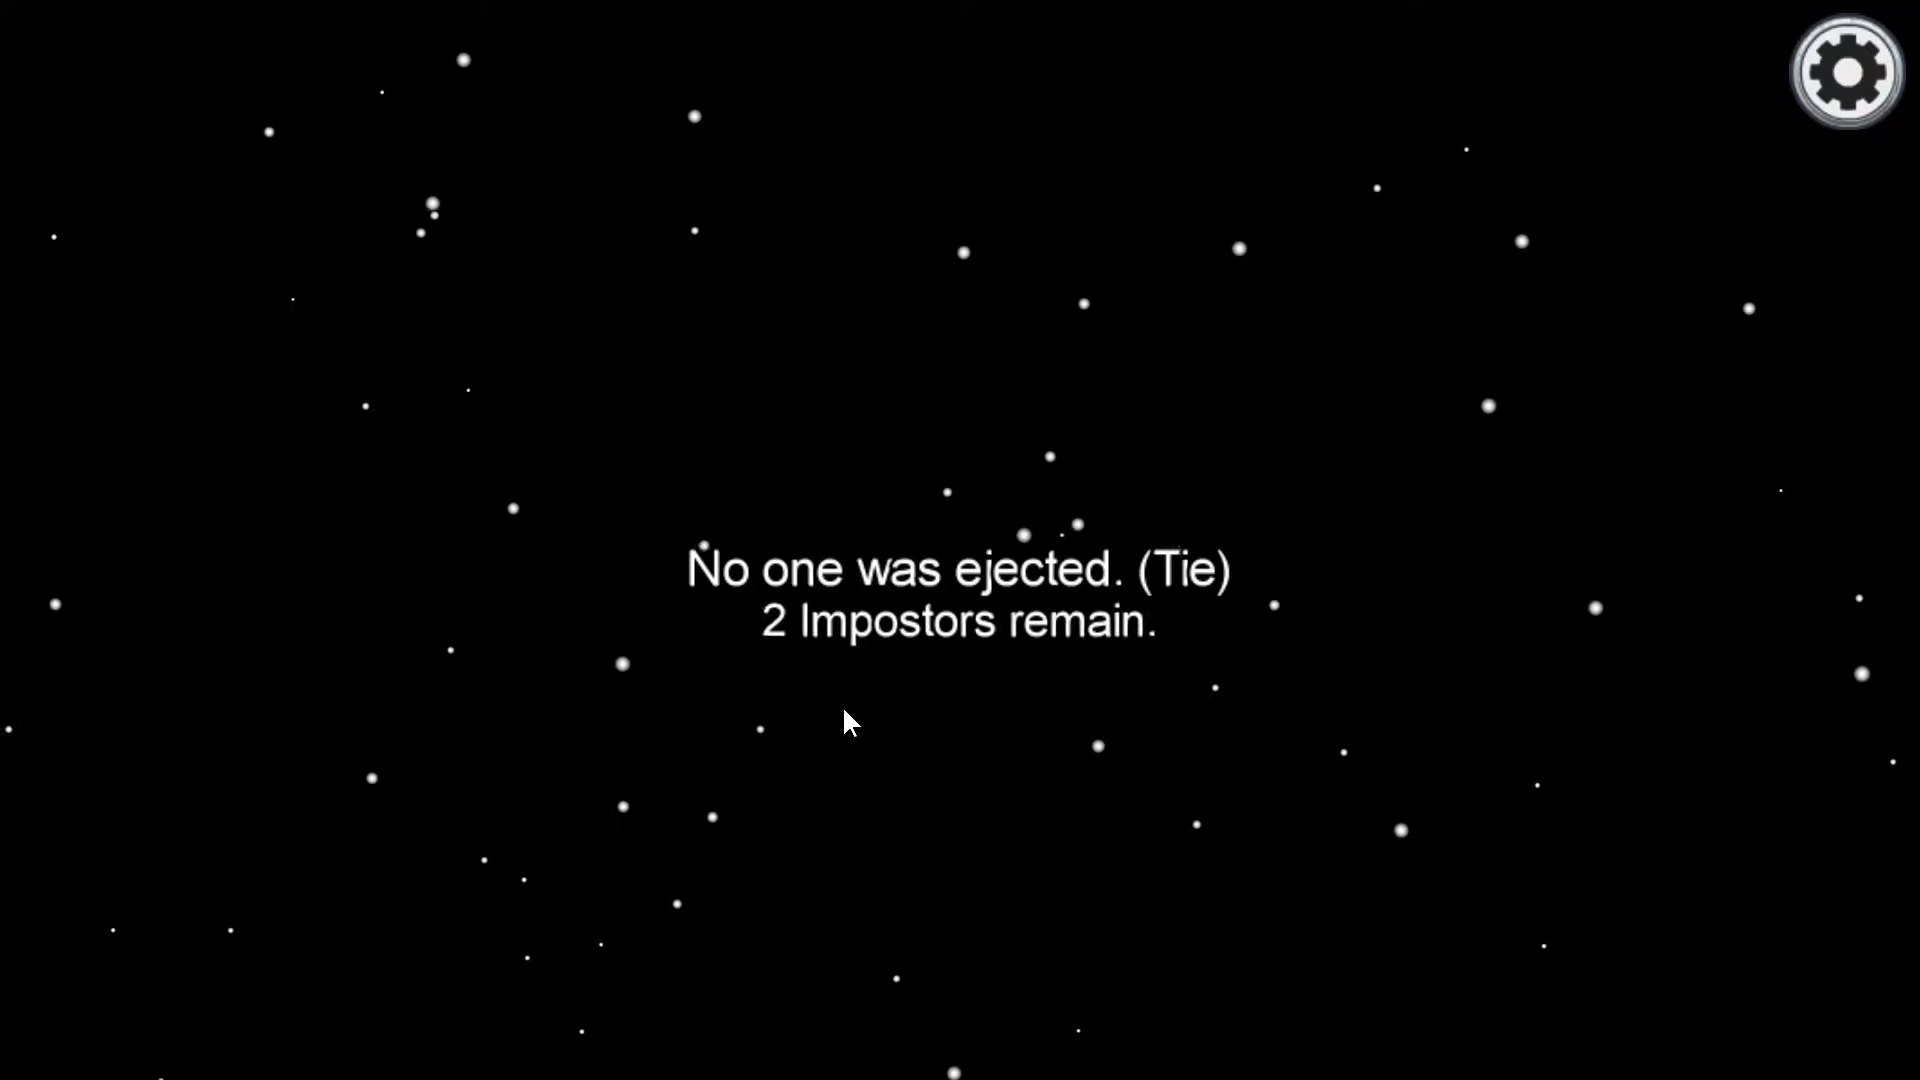 No one was ejected. (Tie)
2 Impostors remain.